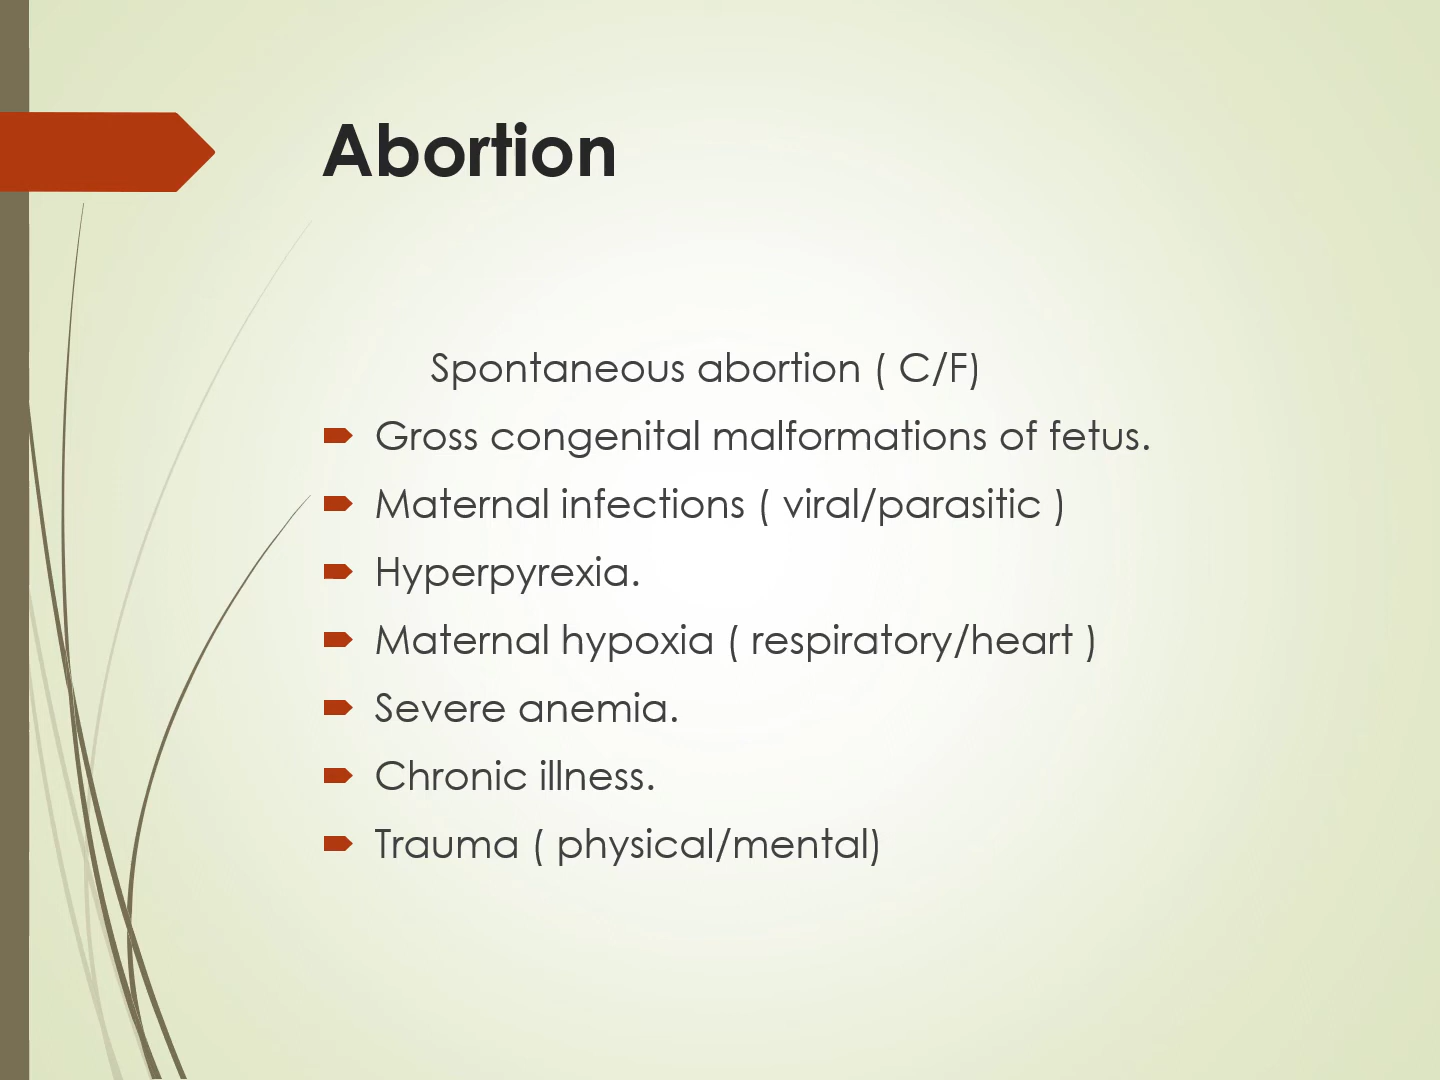 Abortion
Spontaneous abortion ( C/F)
Gross congenital malformations of fetus.
Maternal infections ( viral/parasitic )
Hyperpyrexia.
Maternal hypoxia ( respiratory/heart )
Severe anemia.
Chronic illness.
Trauma ( physical/mental)